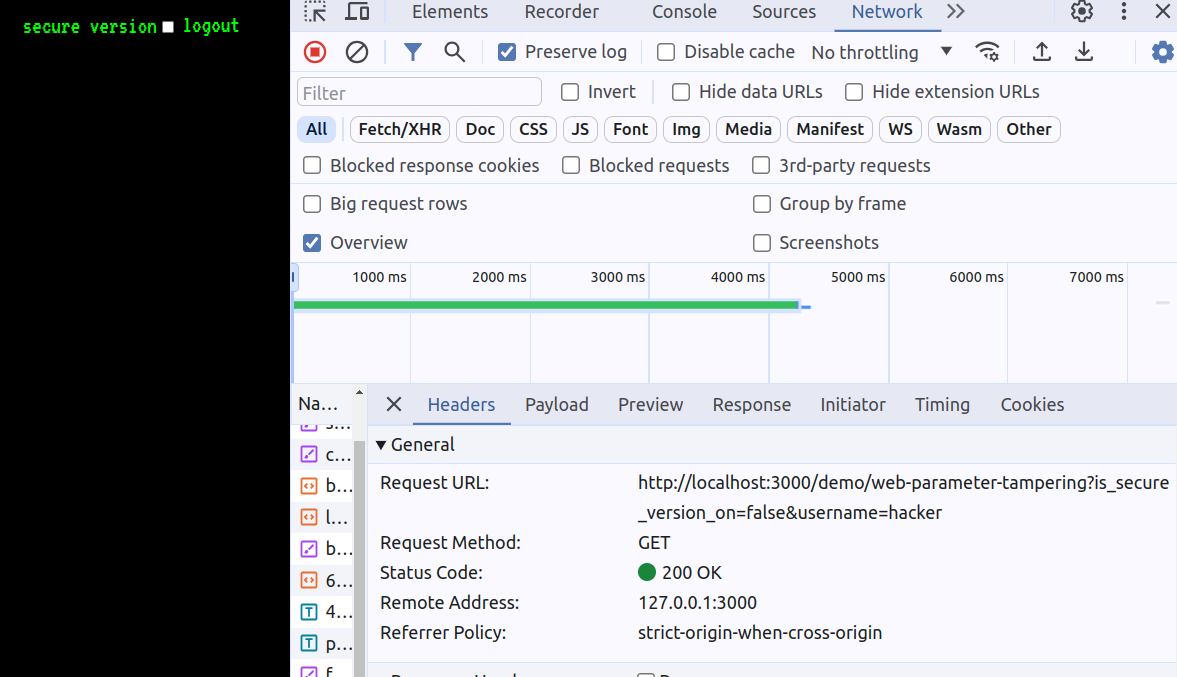 secure version logout
Elements Recorder Console Sources Network
Preserve log Disable cache No throttling
Filter Invert Hide data URLs Hide extension URLs
All Fetch/XHR Doc CSS JS Font Img Media Manifest WS Wasm Other
Blocked response cookies Blocked requests 3rd-party requests
Big request rows Group by frame
Overview Screenshots
1000 ms 2000 ms 3000 ms 4000 ms 5000 ms 6000 ms 7000 ms
Na... Headers Payload Preview Response Initiator Timing Cookies
General
c...
Request URL: http://localhost:3000/demo/web-parameter-tampering?is_secure
b...
_version_on=false&username=hacker
l...
Request Method: GET
b...
Status Code: 200 OK
6...
Remote Address: 127.0.0.1:3000
4...
Referrer Policy: strict-origin-when-cross-origin
p...